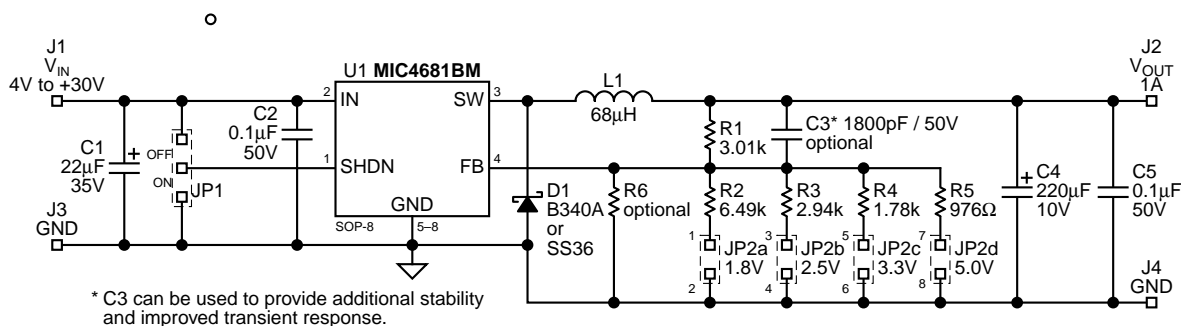 J1
VIN
4V to +30V
U1 MIC4681BM
J2
VOUT
1A
2
IN
SW
3
L1
68µH
C2
0.1µF
50V
C1
22µF
35V
+
OFF
ON
JP1
1
SHDN
FB
4
R1
3.01k
C3* 1800pF / 50V
optional
GND
SOP-8
5–8
D1
B340A
or
SS36
R6
optional
R2
6.49k
R3
2.94k
R4
1.78k
R5
976Ω
+
C4
220µF
10V
C5
0.1µF
50V
J3
GND
1
JP2a
1.8V
2
3
JP2b
2.5V
4
5
JP2c
3.3V
6
7
JP2d
5.0V
8
J4
GND
* C3 can be used to provide additional stability
and improved transient response.